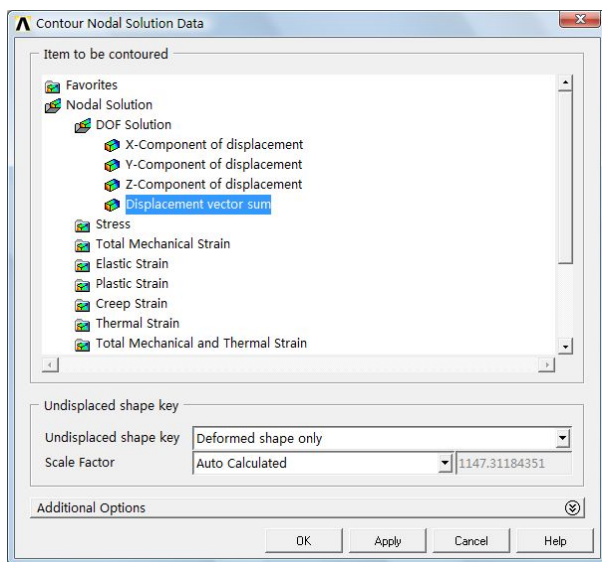 Contour Nodal Solution Data
Item to be contoured
Favorites
Nodal Solution
DOF Solution
X-Component of displacement
Y-Component of displacement
Z-Component of displacement
Displacement vector sum
Stress
Total Mechanical Strain
Elastic Strain
Plastic Strain
Creep Strain
Thermal Strain
Total Mechanical and Thermal Strain
Undisplaced shape key
Undisplaced shape key Deformed shape only
Scale Factor Auto Calculated 1147.31184351
Additional Options
OK Apply Cancel Help